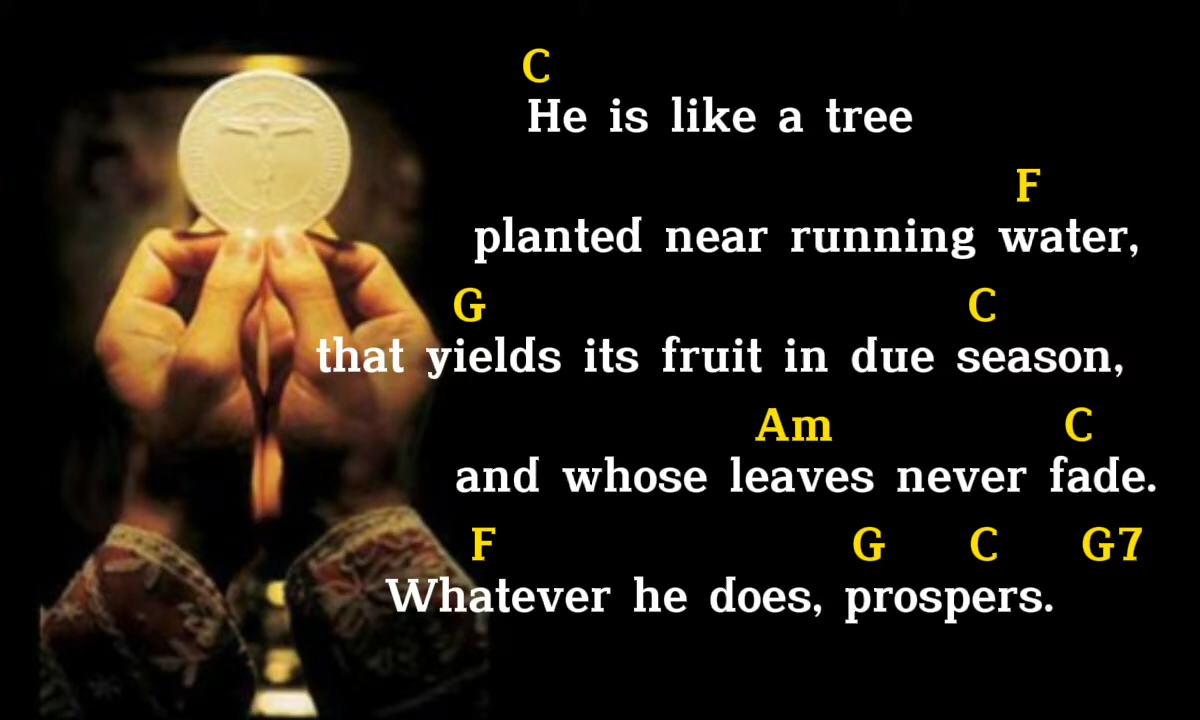 C
He is like a tree
F
planted near running water,
G C
that yields its fruit in due season,
Am C
and whose leaves never fade.
F G C G7
Whatever he does, prospers.